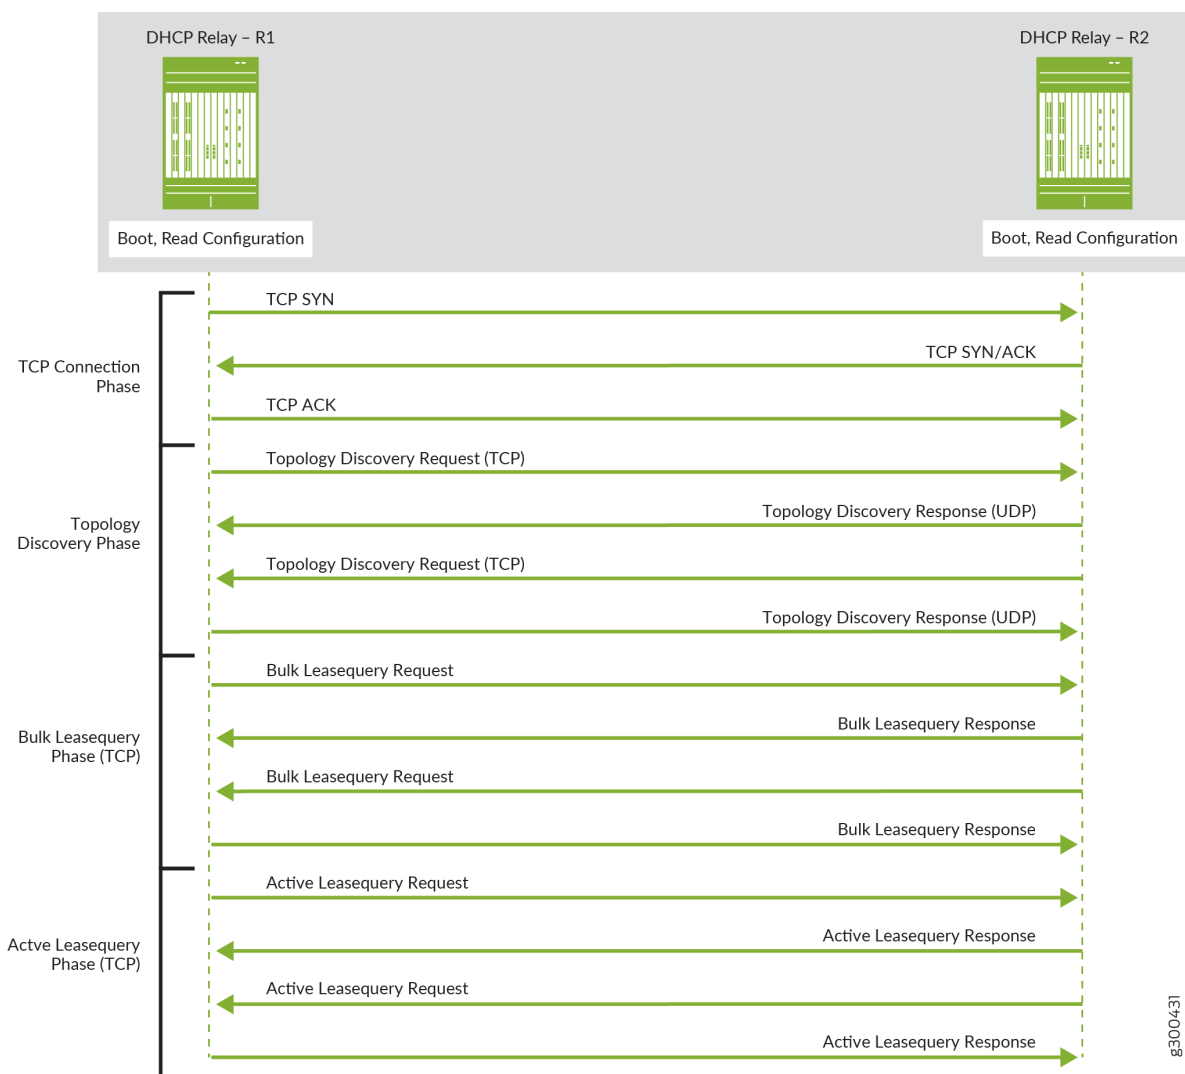 DHCP Relay – R1
DHCP Relay – R2
Boot, Read Configuration
Boot, Read Configuration
TCP SYN
TCP SYN/ACK
TCP Connection
Phase
TCP ACK
Topology Discovery Request (TCP)
Topology Discovery Response (UDP)
Topology
Discovery Phase
Topology Discovery Request (TCP)
Topology Discovery Response (UDP)
Bulk Leasequery Request
Bulk Leasequery Response
Bulk Leasequery
Phase (TCP)
Bulk Leasequery Request
Bulk Leasequery Response
Active Leasequery Request
Active Leasequery Response
Actve Leasequery
Phase (TCP)
Active Leasequery Request
Active Leasequery Response
g300431